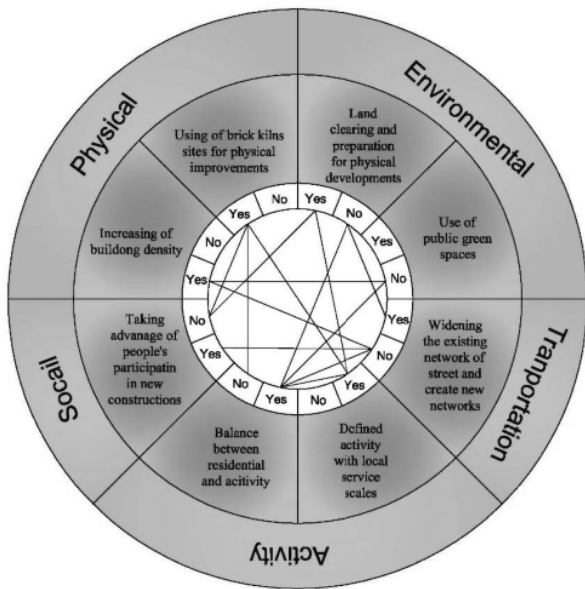 Physical
Environmental
Using of brick kilns
sites for physical
improvements
Land
clearing and
preparation
for physical
developments
Increasing of
buildong density
Use of
public green
spaces
Yes
No
Yes
No
No
Yes
Yes
No
No
Yes
Yes
No
No
Yes
No
Yes
Taking
advanage of
people's
participatin
in new
constructions
Widening
the existing
network of
street and
create new
networks
Socail
Tranportation
Balance
between
residential
and acitivity
Defined
activity
with local
service
scales
Activity